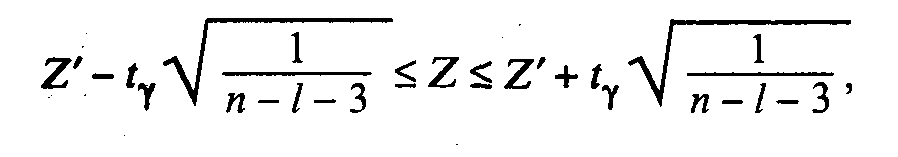 Z′ − t_γ √(1/(n − l − 3)) ≤ Z ≤ Z′ + t_γ √(1/(n − l − 3)),